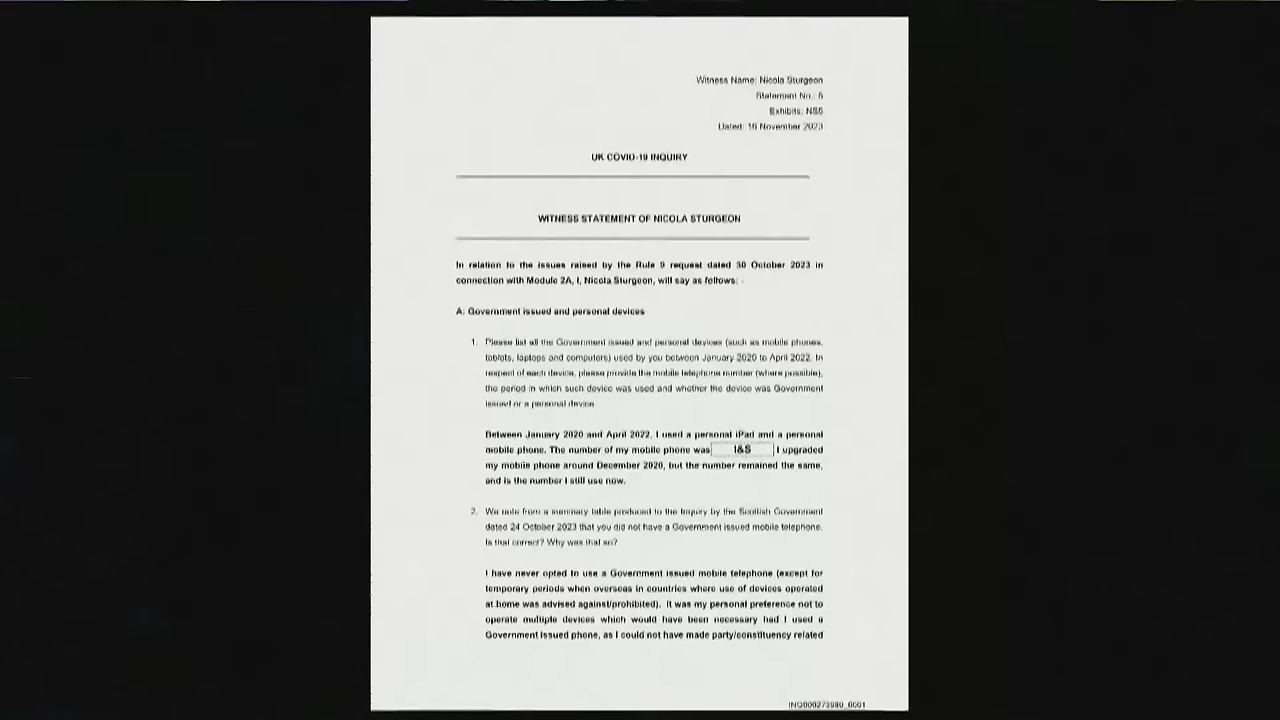 Witness Name: Nicola Sturgeon
Statement No.: 5
Exhibits: NS5
Dated: 16 November 2023
UK COVID-19 INQUIRY
WITNESS STATEMENT OF NICOLA STURGEON
In relation to the issues raised by the Rule 9 request dated 30 October 2023 in
connection with Module 2A, I, Nicola Sturgeon, will say as follows: -
A: Government issued and personal devices
1. Please list all the Government issued and personal devices (such as mobile phones,
tablets, laptops and computers) used by you between January 2020 to April 2022. In
respect of each device, please provide the mobile telephone number (where possible),
the period in which such device was used and whether the device was Government
issued or a personal device
Between January 2020 and April 2022, I used a personal iPad and a personal
mobile phone. The number of my mobile phone was I&S I upgraded
my mobile phone around December 2020, but the number remained the same,
and is the number I still use now.
2. We note from a summary table produced to the Inquiry by the Scottish Government
dated 24 October 2023 that you did not have a Government issued mobile telephone.
Is that correct? Why was that so?
I have never opted to use a Government issued mobile telephone (except for
temporary periods when overseas in countries where use of devices operated
at home was advised against/prohibited). It was my personal preference not to
operate multiple devices which would have been necessary had I used a
Government issued phone, as I could not have made party/constituency related
INQ000273980_0001